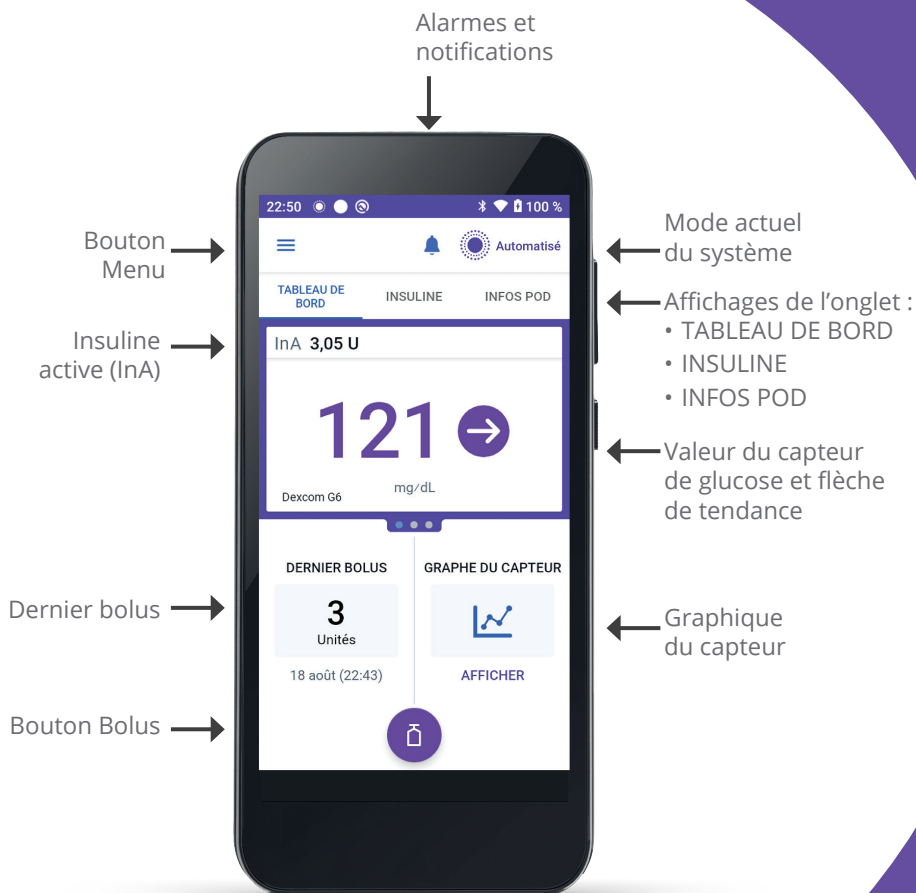 Alarmes et
notifications
22:50
100 %
Bouton
Menu
Automatisé
Mode actuel
du système
TABLEAU DE
BORD
INSULINE
INFOS POD
Affichages de l'onglet :
• TABLEAU DE BORD
• INSULINE
• INFOS POD
Insuline
active (InA)
InA 3,05 U
121
mg/dL
Dexcom G6
Valeur du capteur
de glucose et flèche
de tendance
DERNIER BOLUS
GRAPHE DU CAPTEUR
Dernier bolus
3
Unités
18 août (22:43)
AFFICHER
Graphique
du capteur
Bouton Bolus